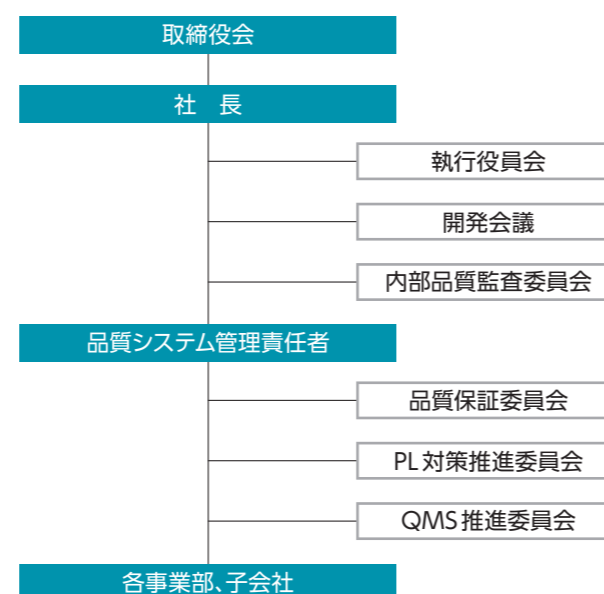 取締役会
社　長
執行役員会
開発会議
内部品質監査委員会
品質システム管理責任者
品質保証委員会
PL対策推進委員会
QMS推進委員会
各事業部、子会社